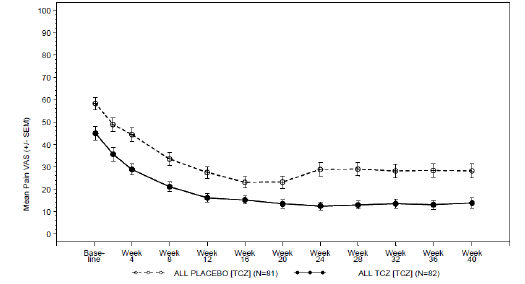 100
90
80
70
60
50
40
30
20
10
0
Mean Pain VAS (+/- SEM)
Base- Week Week Week Week Week Week Week Week Week Week
line 4 8 12 16 20 24 28 32 36 40
ALL PLACEBO [TCZ] (N=81) ALL TCZ [TCZ] (N=82)